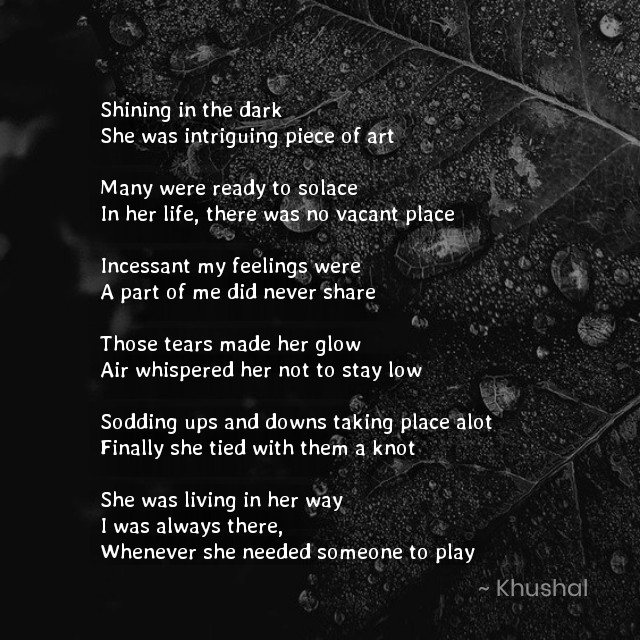 Shining in the dark
She was intriguing piece of art
Many were ready to solace
In her life, there was no vacant place
Incessant my feelings were
A part of me did never share
Those tears made her glow
Air whispered her not to stay low
Sodding ups and downs taking place alot
Finally she tied with them a knot
She was living in her way
I was always there,
Whenever she needed someone to play
~ Khushal